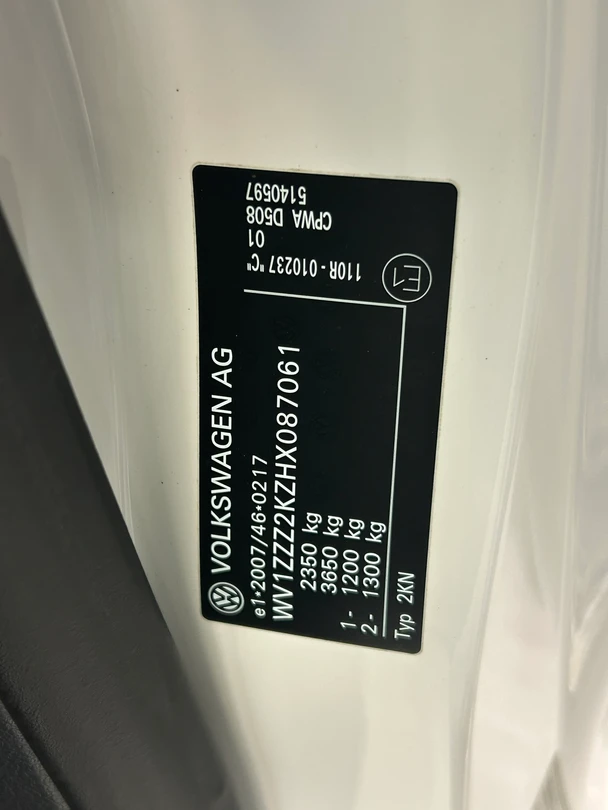 VOLKSWAGEN AG
e1*2007/46*0217
WV1ZZZ2KZHX087061
2350 kg
3650 kg
1- 1200 kg
2- 1300 kg
Typ 2KN
E1
110R-010237 "C"
01
CPWA D508
5140597